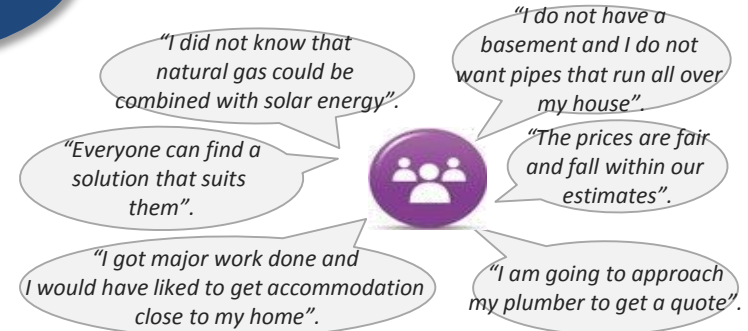 “I did not know that
natural gas could be
combined with solar energy”.
“I do not have a
basement and I do not
want pipes that run all over
my house”.
“Everyone can find a
solution that suits
them”.
“The prices are fair
and fall within our
estimates”.
“I got major work done and
I would have liked to get accommodation
close to my home”.
“I am going to approach
my plumber to get a quote”.